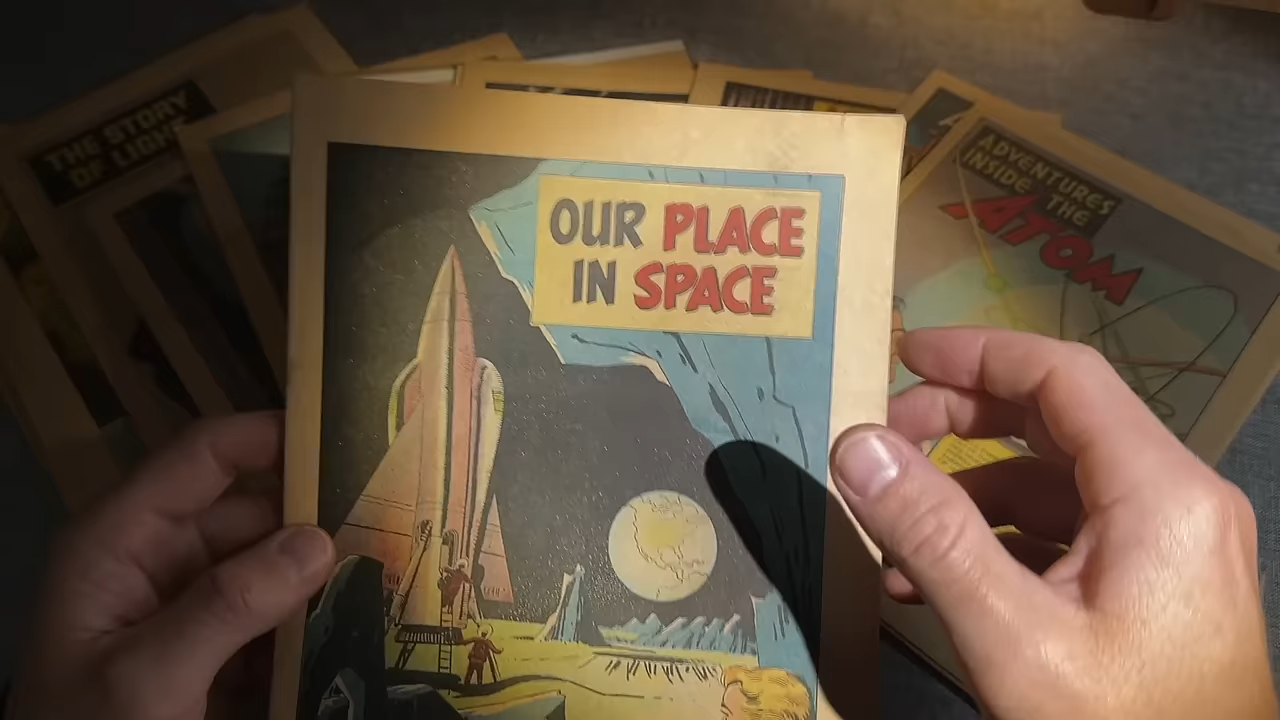 THE STORY
OF LIGHT
OUR PLACE
IN SPACE
ADVENTURES
INSIDE THE
ATOM